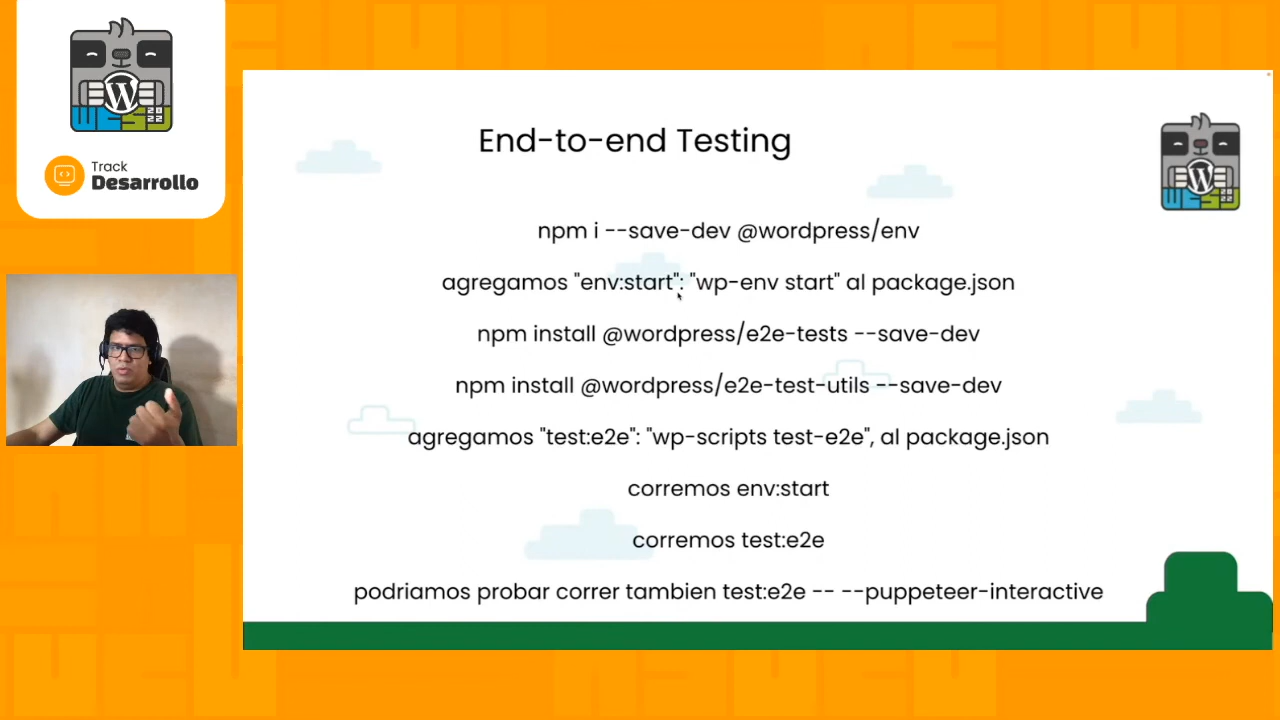 WESD
2022
Track
Desarrollo
End-to-end Testing
npm i --save-dev @wordpress/env
agregamos "env:start": "wp-env start" al package.json
npm install @wordpress/e2e-tests --save-dev
npm install @wordpress/e2e-test-utils --save-dev
agregamos "test:e2e": "wp-scripts test-e2e", al package.json
corremos env:start
corremos test:e2e
podriamos probar correr tambien test:e2e -- --puppeteer-interactive